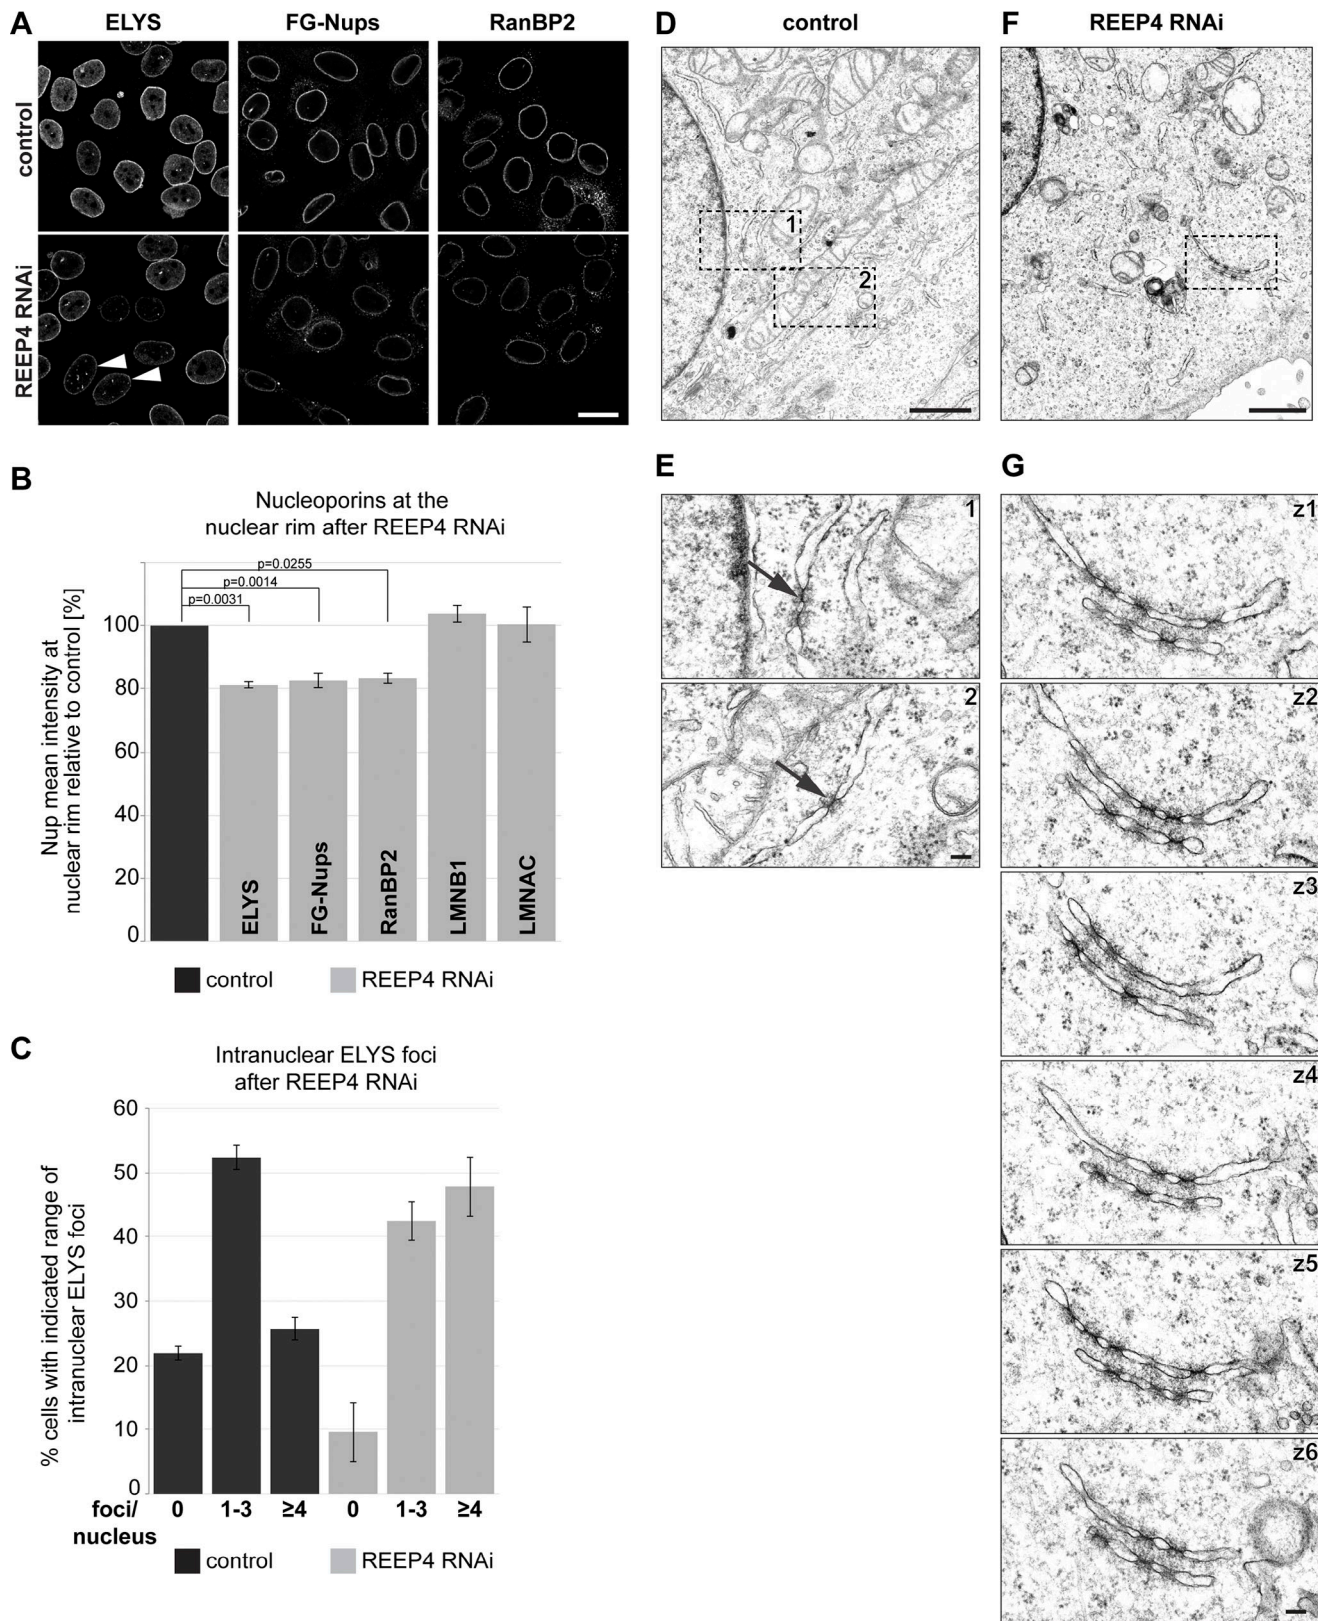 A
ELYS
FG-Nups
RanBP2
control
REEP4 RNAi
B
Nucleoporins at the
nuclear rim after REEP4 RNAi
Nup mean intensity at
nuclear rim relative to control [%]
p=0.0255
p=0.0014
p=0.0031
100
80
60
40
20
0
ELYS
FG-Nups
RanBP2
LMNB1
LMNAC
control
REEP4 RNAi
C
Intranuclear ELYS foci
after REEP4 RNAi
% cells with indicated range of
intranuclear ELYS foci
60
50
40
30
20
10
0
foci/
nucleus
0
1-3
≥4
0
1-3
≥4
control
REEP4 RNAi
D
control
1
2
E
1
2
F
REEP4 RNAi
G
z1
z2
z3
z4
z5
z6